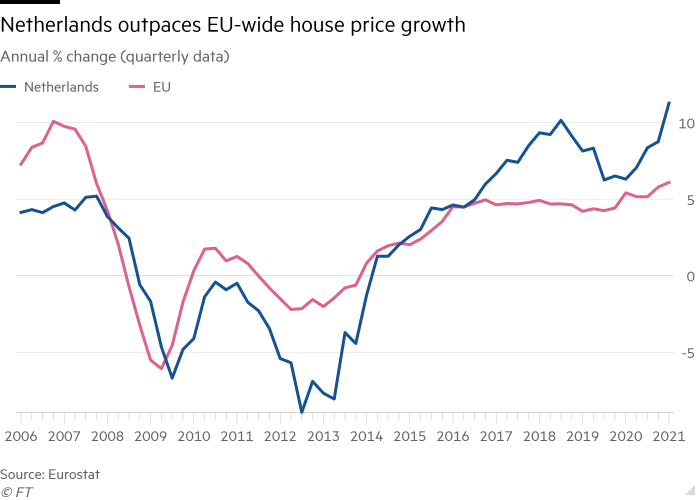 Netherlands outpaces EU-wide house price growth
Annual % change (quarterly data)
Netherlands EU
10
5
0
-5
2006 2007 2008 2009 2010 2011 2012 2013 2014 2015 2016 2017 2018 2019 2020 2021
Source: Eurostat
© FT